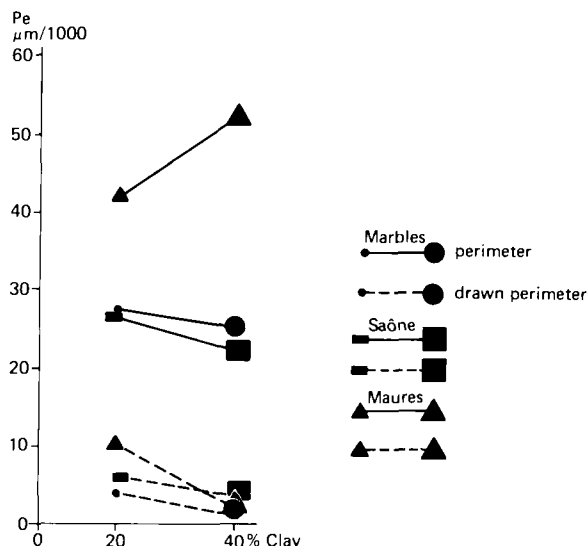 Pe
µm/1000
60
50
40
30
20
10
0
0
20
40% Clay
Marbles
perimeter
drawn perimeter
Saône
Maures